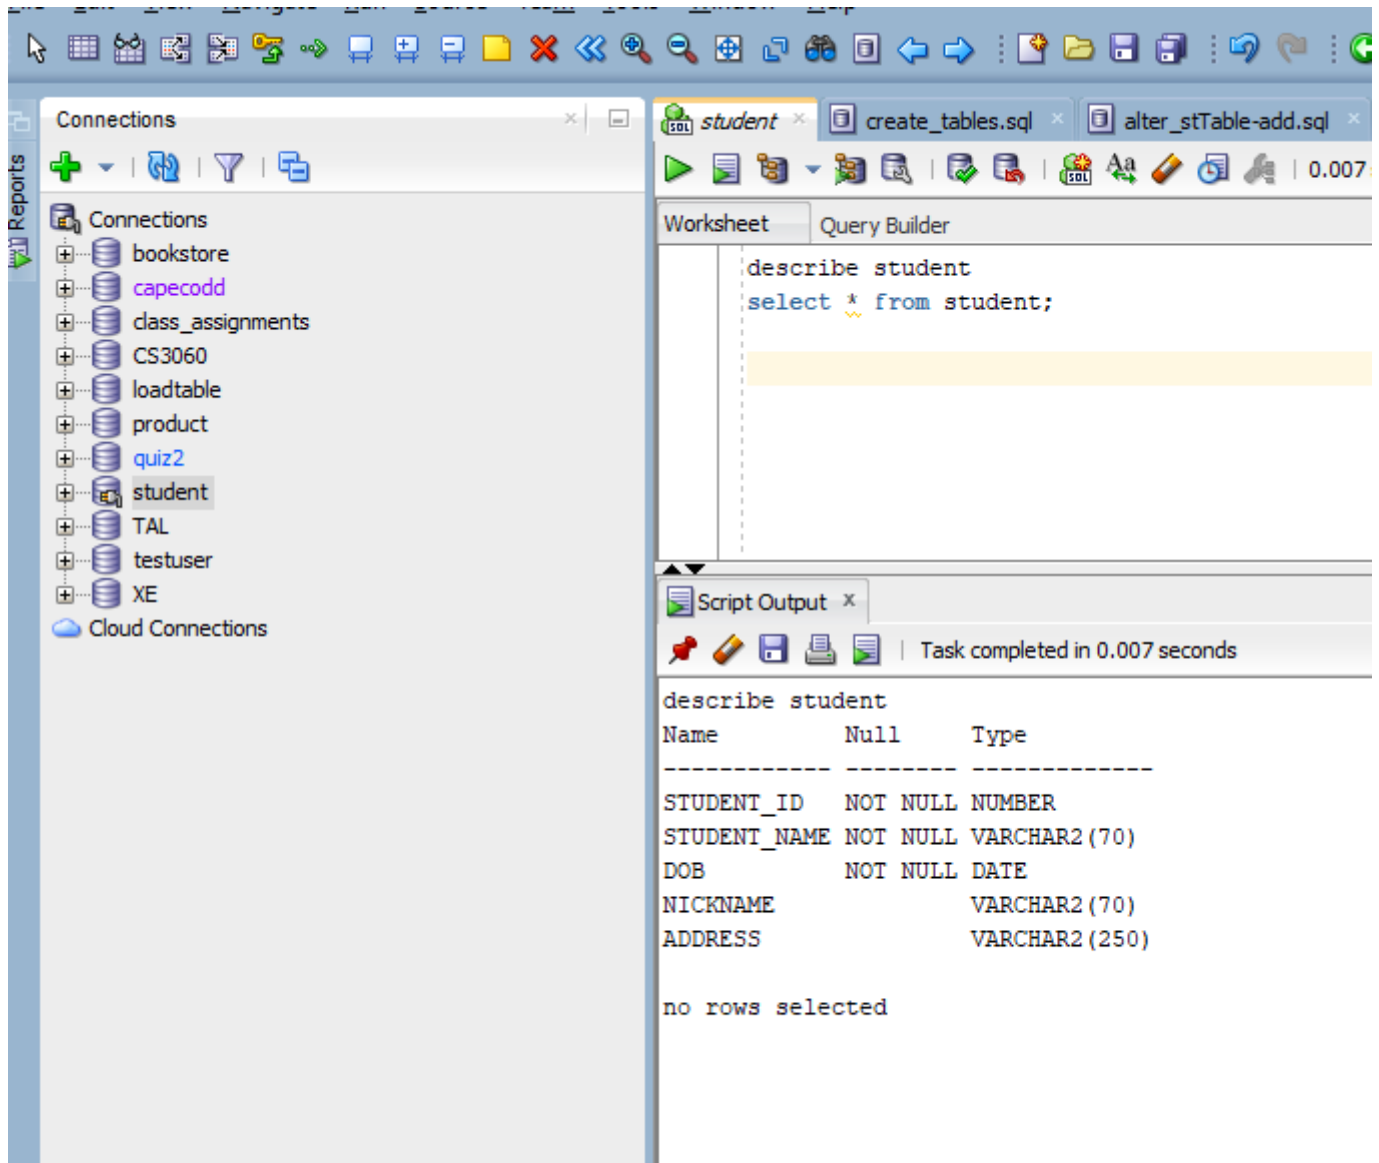 Reports
Connections
Connections
bookstore
capecodd
class_assignments
CS3060
loadtable
product
quiz2
student
TAL
testuser
XE
Cloud Connections
student
create_tables.sql
alter_stTable-add.sql
SQL
SQL
Aa
0.007
Worksheet
Query Builder
describe student
select * from student;
Script Output
Task completed in 0.007 seconds
describe student
Name Null Type
------------ -------- -------------
STUDENT_ID NOT NULL NUMBER
STUDENT_NAME NOT NULL VARCHAR2(70)
DOB NOT NULL DATE
NICKNAME VARCHAR2(70)
ADDRESS VARCHAR2(250)
no rows selected